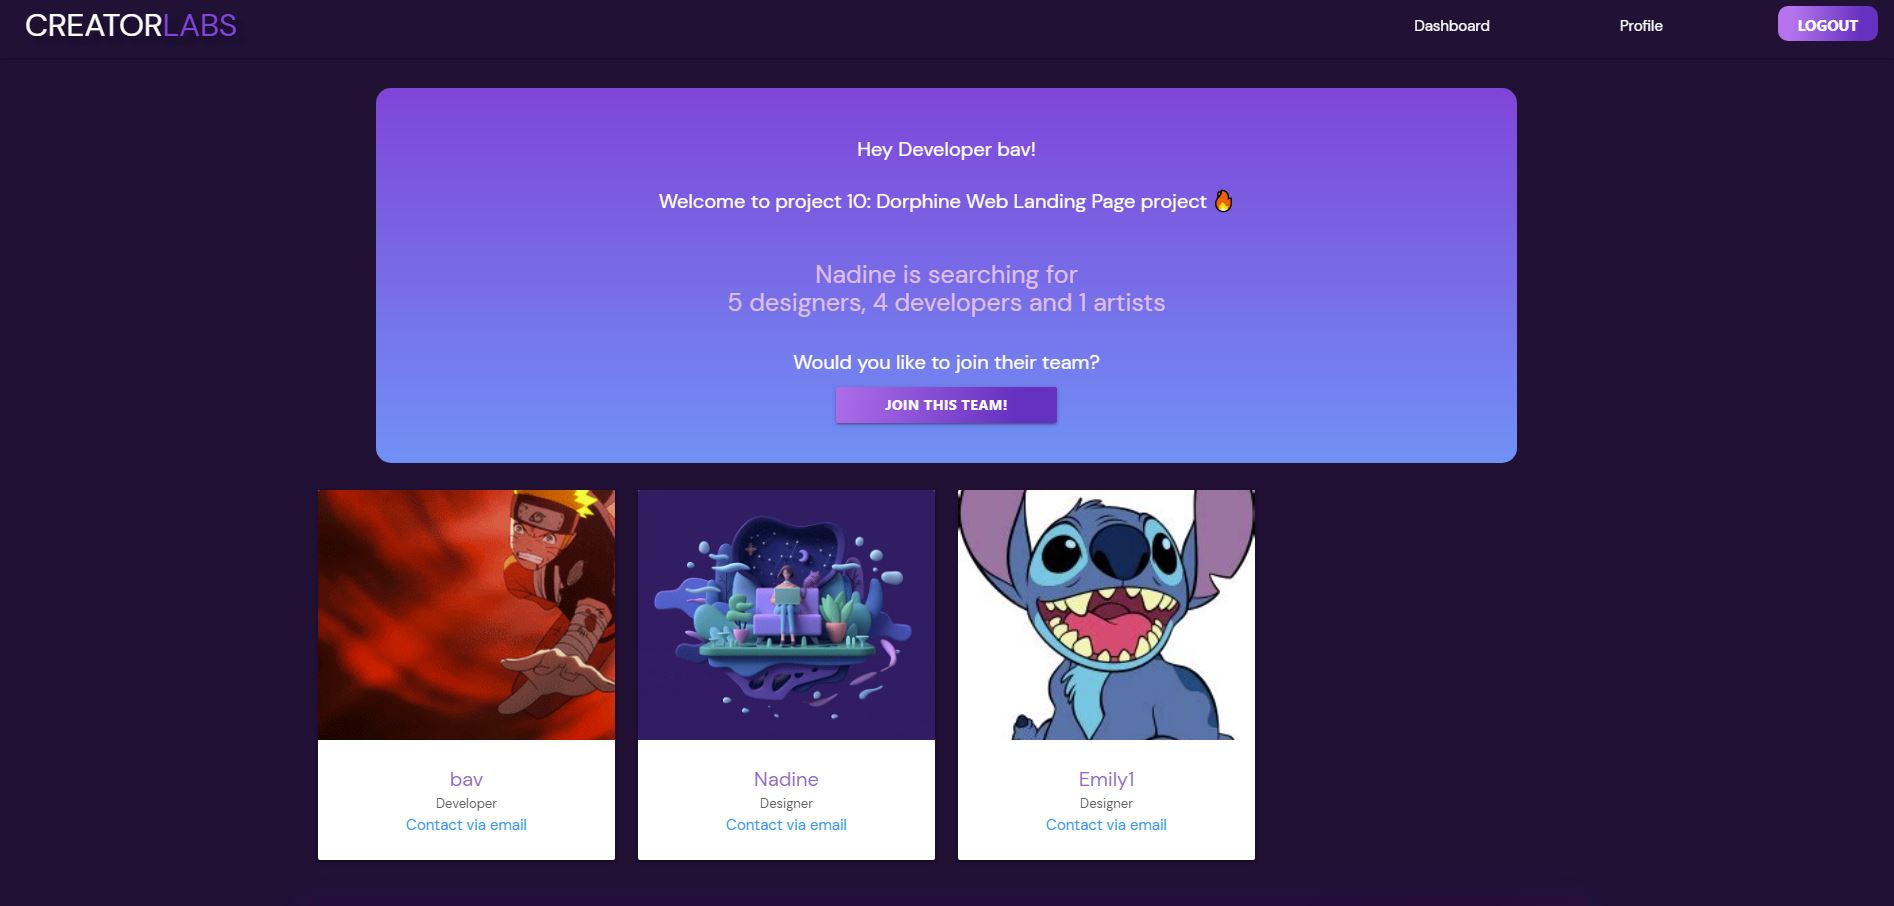 CREATORLABS
Dashboard
Profile
LOGOUT
Hey Developer bav!
Welcome to project 10: Dorphine Web Landing Page project 🔥
Nadine is searching for
5 designers, 4 developers and 1 artists
Would you like to join their team?
JOIN THIS TEAM!
bav
Developer
Contact via email
Nadine
Designer
Contact via email
Emily1
Designer
Contact via email